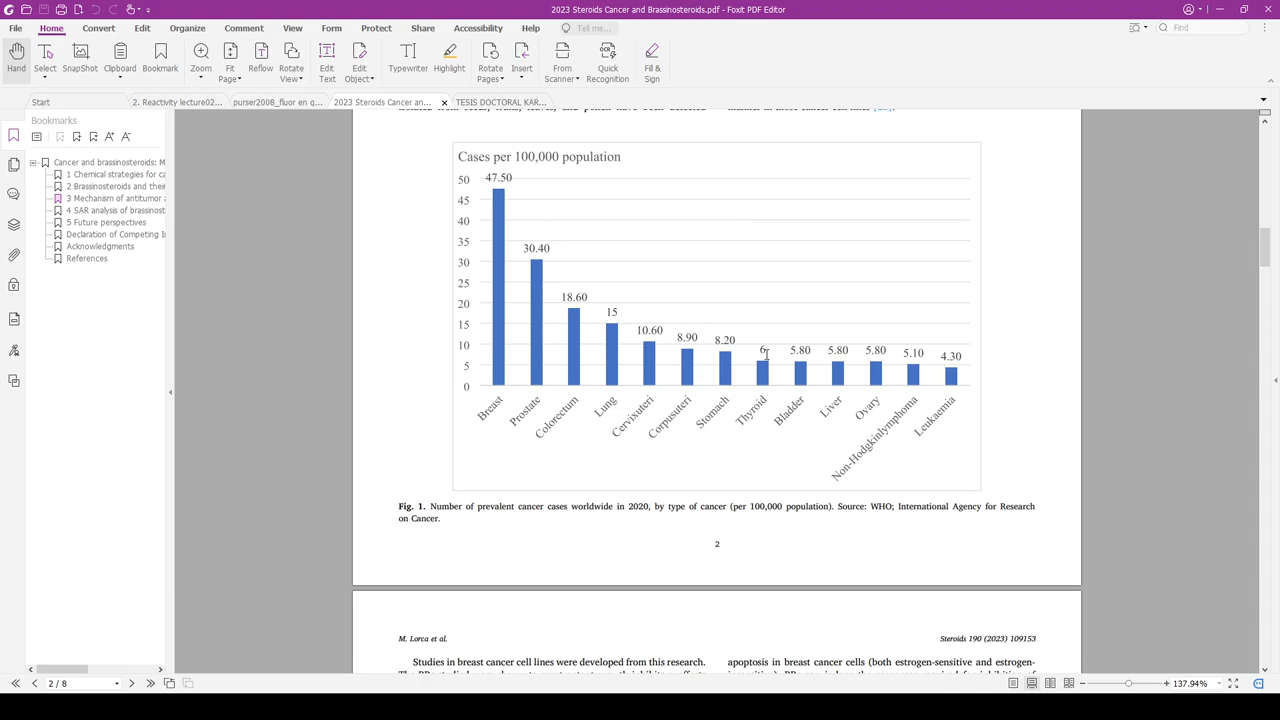 2023 Steroids Cancer and Brassinosteroids.pdf - Foxit PDF Editor
File Home Convert Edit Organize Comment View Form Protect Share Accessibility Help Tell me... Find
Hand Select SnapShot Clipboard Bookmark Zoom Fit Page Reflow Rotate View Edit Text Edit Object Typewriter Highlight Rotate Pages Insert From Scanner Quick Recognition Fill & Sign
Start 2. Reactivity lecture02... purser2008_fluor en q... 2023 Steroids Cancer an... TESIS DOCTORAL KAR...
Bookmarks
Cancer and brassinosteroids: M
1 Chemical strategies for ca
2 Brassinosteroids and thei
3 Mechanism of antitumor a
4 SAR analysis of brassinost
5 Future perspectives
Declaration of Competing I
Acknowledgments
References
Cases per 100,000 population
50
45
40
35
30
25
20
15
10
5
0
47.50
30.40
18.60
15
10.60
8.90
8.20
6
5.80
5.80
5.80
5.10
4.30
Breast
Prostate
Colorectum
Lung
Cervixuteri
Corpusuteri
Stomach
Thyroid
Bladder
Liver
Ovary
Non-Hodgkinlymphoma
Leukaemia
Fig. 1. Number of prevalent cancer cases worldwide in 2020, by type of cancer (per 100,000 population). Source: WHO; International Agency for Research
on Cancer.
2
M. Lorca et al. Steroids 190 (2023) 109153
Studies in breast cancer cell lines were developed from this research.
apoptosis in breast cancer cells (both estrogen-sensitive and estrogen-
2 / 8
137.94%